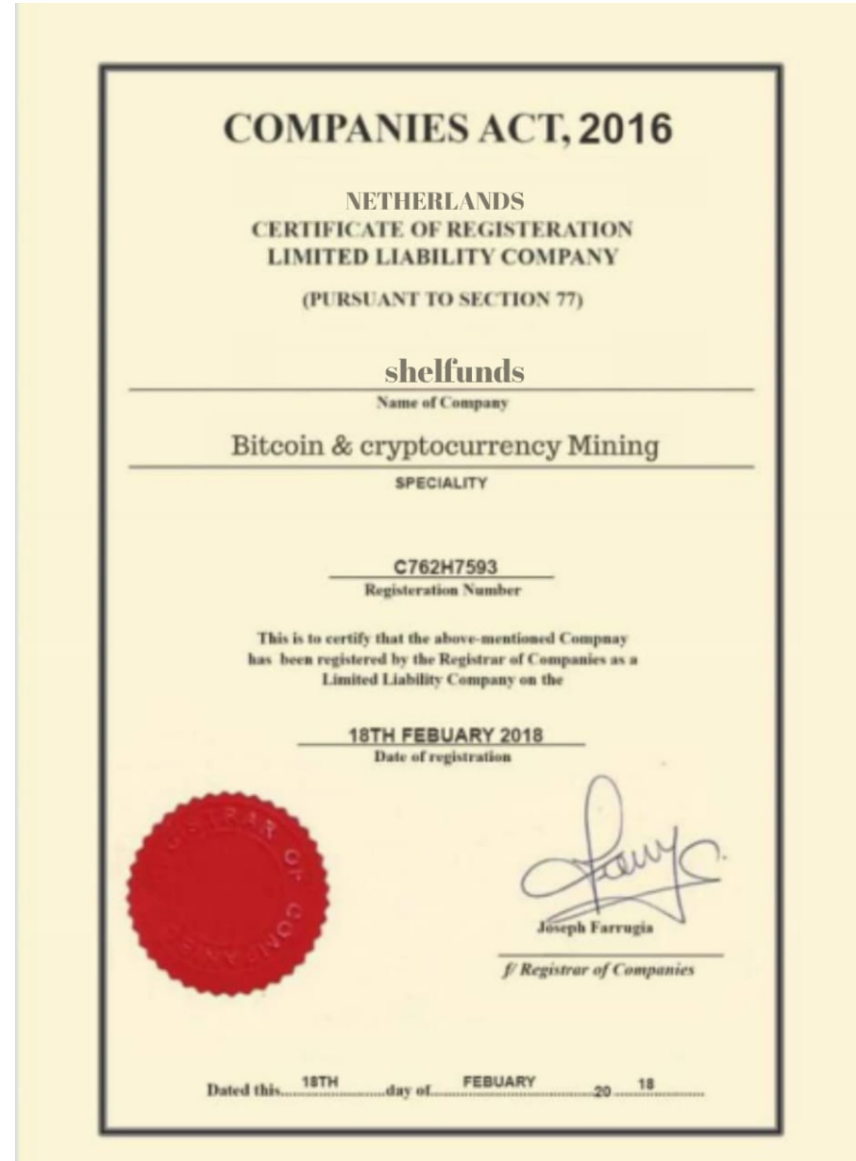 COMPANIES ACT, 2016
NETHERLANDS
CERTIFICATE OF REGISTERATION
LIMITED LIABILITY COMPANY
(PURSUANT TO SECTION 77)
shelfunds
Name of Company
Bitcoin & cryptocurrency Mining
SPECIALITY
C762H7593
Registeration Number
This is to certify that the above-mentioned Compnay
has been registered by the Registrar of Companies as a
Limited Liability Company on the
18TH FEBUARY 2018
Date of registration
GISTRAR OF COMPANIE
Joseph Farrugia
f/ Registrar of Companies
Dated this....18TH....day of....FEBUARY....20....18....